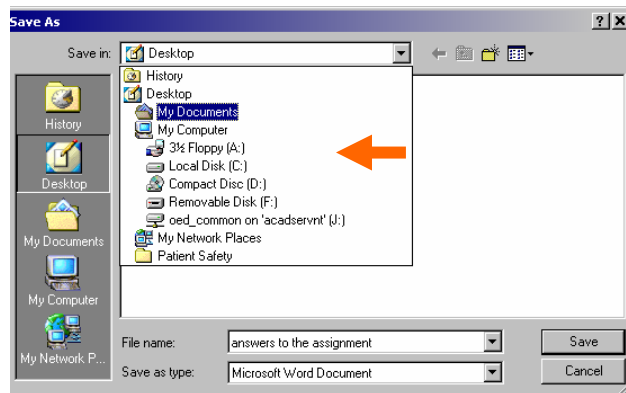 Save As
Save in:
Desktop
History
Desktop
My Documents
My Computer
My Network P...
History
Desktop
My Documents
My Computer
3½ Floppy (A:)
Local Disk (C:)
Compact Disc (D:)
Removable Disk (F:)
oed_common on 'acadservnt' (J:)
My Network Places
Patient Safety
File name:
answers to the assignment
Save
Save as type:
Microsoft Word Document
Cancel